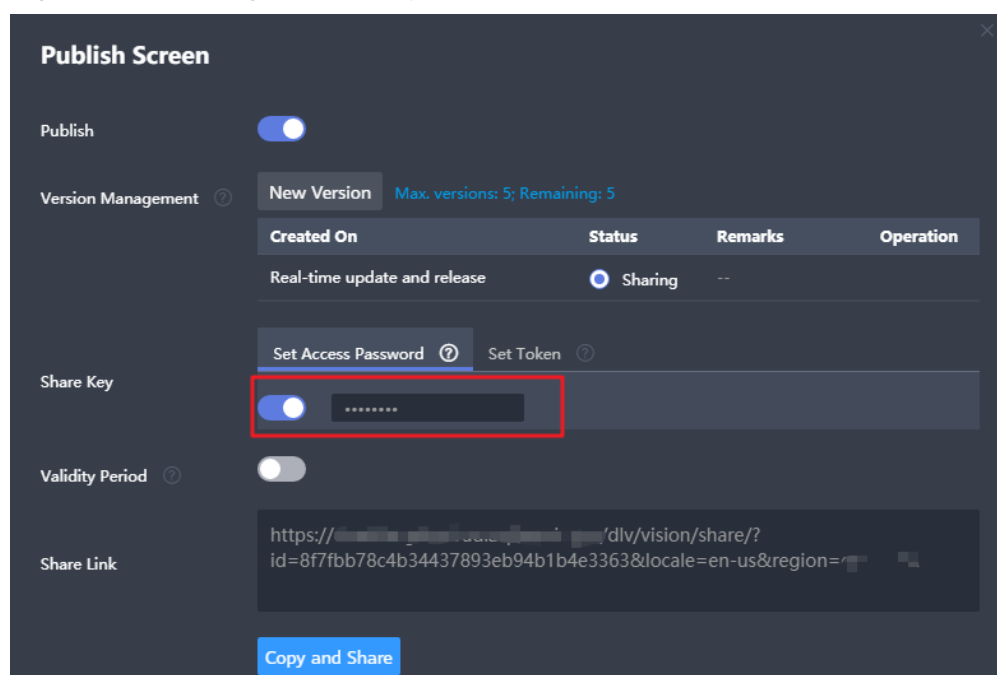 Publish Screen
Publish
Version Management
New Version Max. versions: 5; Remaining: 5
Created On Status Remarks Operation
Real-time update and release Sharing --
Set Access Password Set Token
Share Key
••••••••
Validity Period
https:// /dlv/vision/share/?
id=8f7fbb78c4b34437893eb94b1b4e3363&locale=en-us&region=
Share Link
Copy and Share